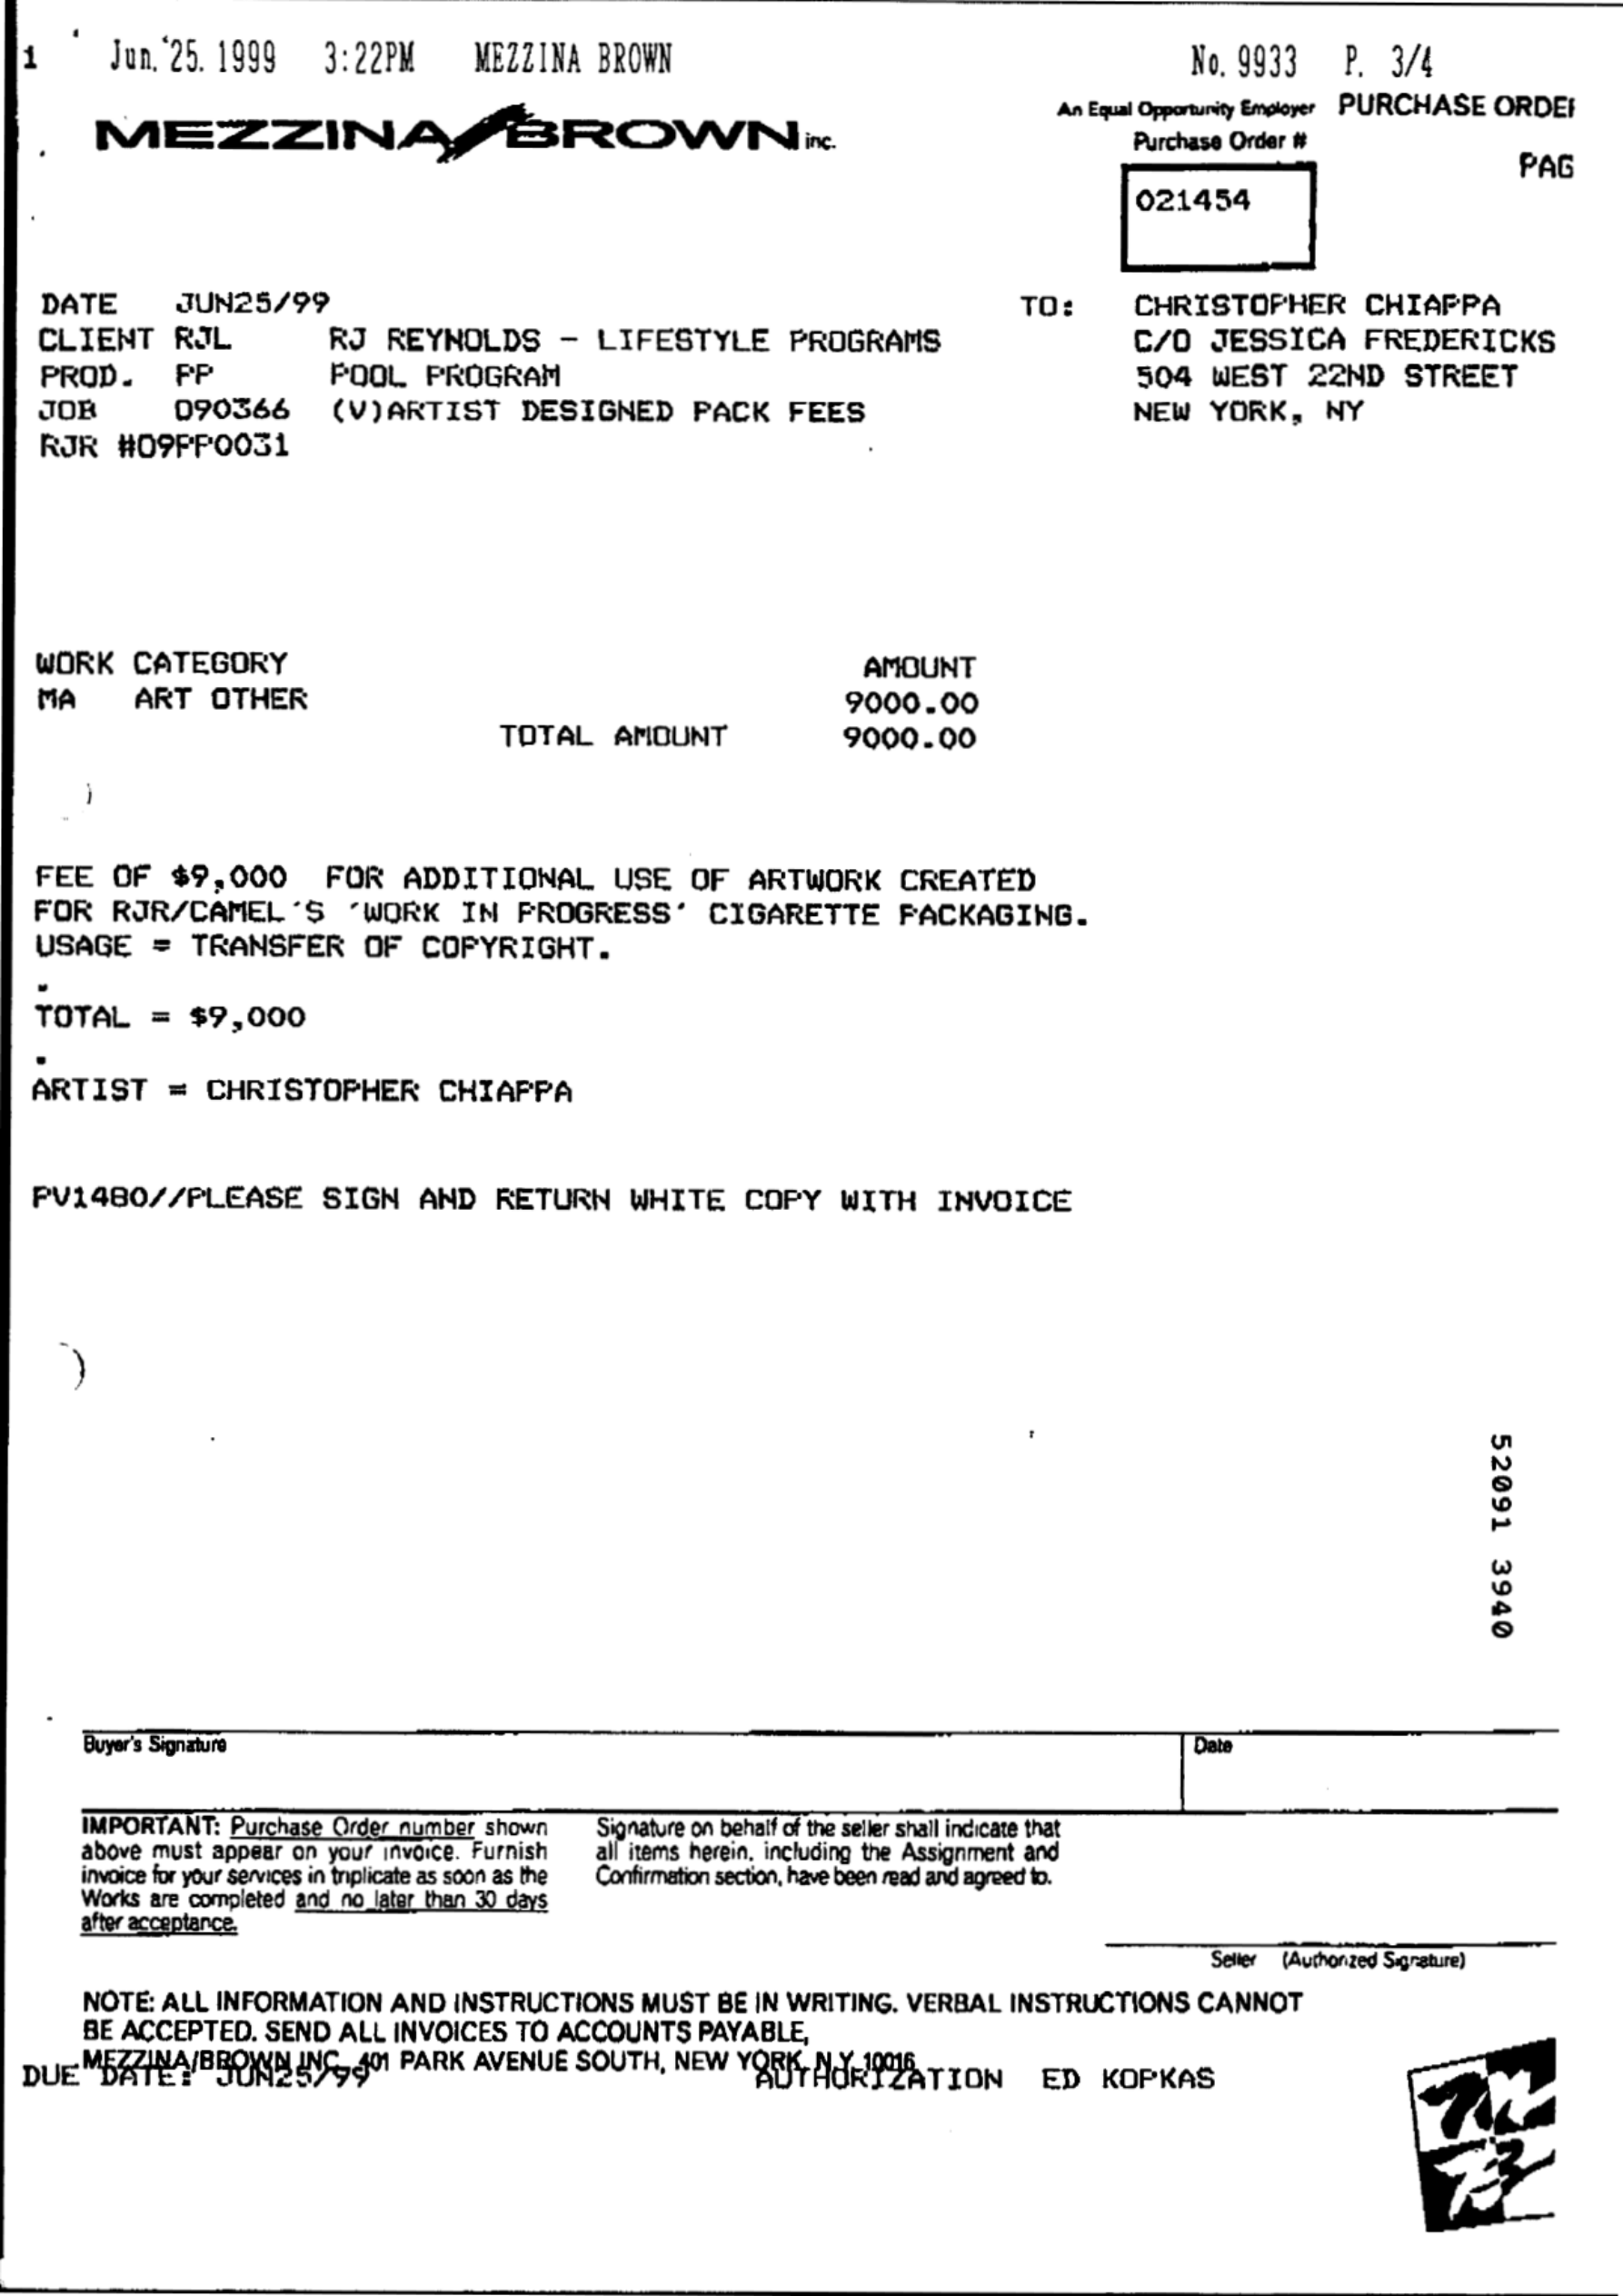 1 Jun. 25. 1999 3:22PM MEZZINA BROWN No. 9933 P. 3/4
An Equal Opportunity Employer PURCHASE ORDE
MEZZINA/BROWN inc.
Purchase Order #
PAG
021454
DATE JUN25/99 TO: CHRISTOPHER CHIAPPA
CLIENT RJL RJ REYNOLDS - LIFESTYLE PROGRAMS C/O JESSICA FREDERICKS
PROD. PP POOL PROGRAM 504 WEST 22ND STREET
JOB 090366 (V)ARTIST DESIGNED PACK FEES NEW YORK, NY
RJR #09PP0031
WORK CATEGORY AMOUNT
MA ART OTHER 9000.00
TOTAL AMOUNT 9000.00
FEE OF $9,000 FOR ADDITIONAL USE OF ARTWORK CREATED
FOR RJR/CAMEL'S 'WORK IN PROGRESS' CIGARETTE PACKAGING.
USAGE = TRANSFER OF COPYRIGHT.
.
TOTAL = $9,000
.
ARTIST = CHRISTOPHER CHIAPPA
PV1480//PLEASE SIGN AND RETURN WHITE COPY WITH INVOICE
52091 3940
Buyer's Signature Date
IMPORTANT: Purchase Order number shown
above must appear on your invoice. Furnish
invoice for your services in triplicate as soon as the
Works are completed and no later than 30 days
after acceptance.
Signature on behalf of the seller shall indicate that
all items herein, including the Assignment and
Confirmation section, have been read and agreed to.
Seller (Authorized Signature)
NOTE: ALL INFORMATION AND INSTRUCTIONS MUST BE IN WRITING. VERBAL INSTRUCTIONS CANNOT
BE ACCEPTED. SEND ALL INVOICES TO ACCOUNTS PAYABLE,
MEZZINA/BROWN INC. 401 PARK AVENUE SOUTH, NEW YORK, N.Y. 10016
DUE DATE: JUN25/99 AUTHORIZATION ED KOPKAS